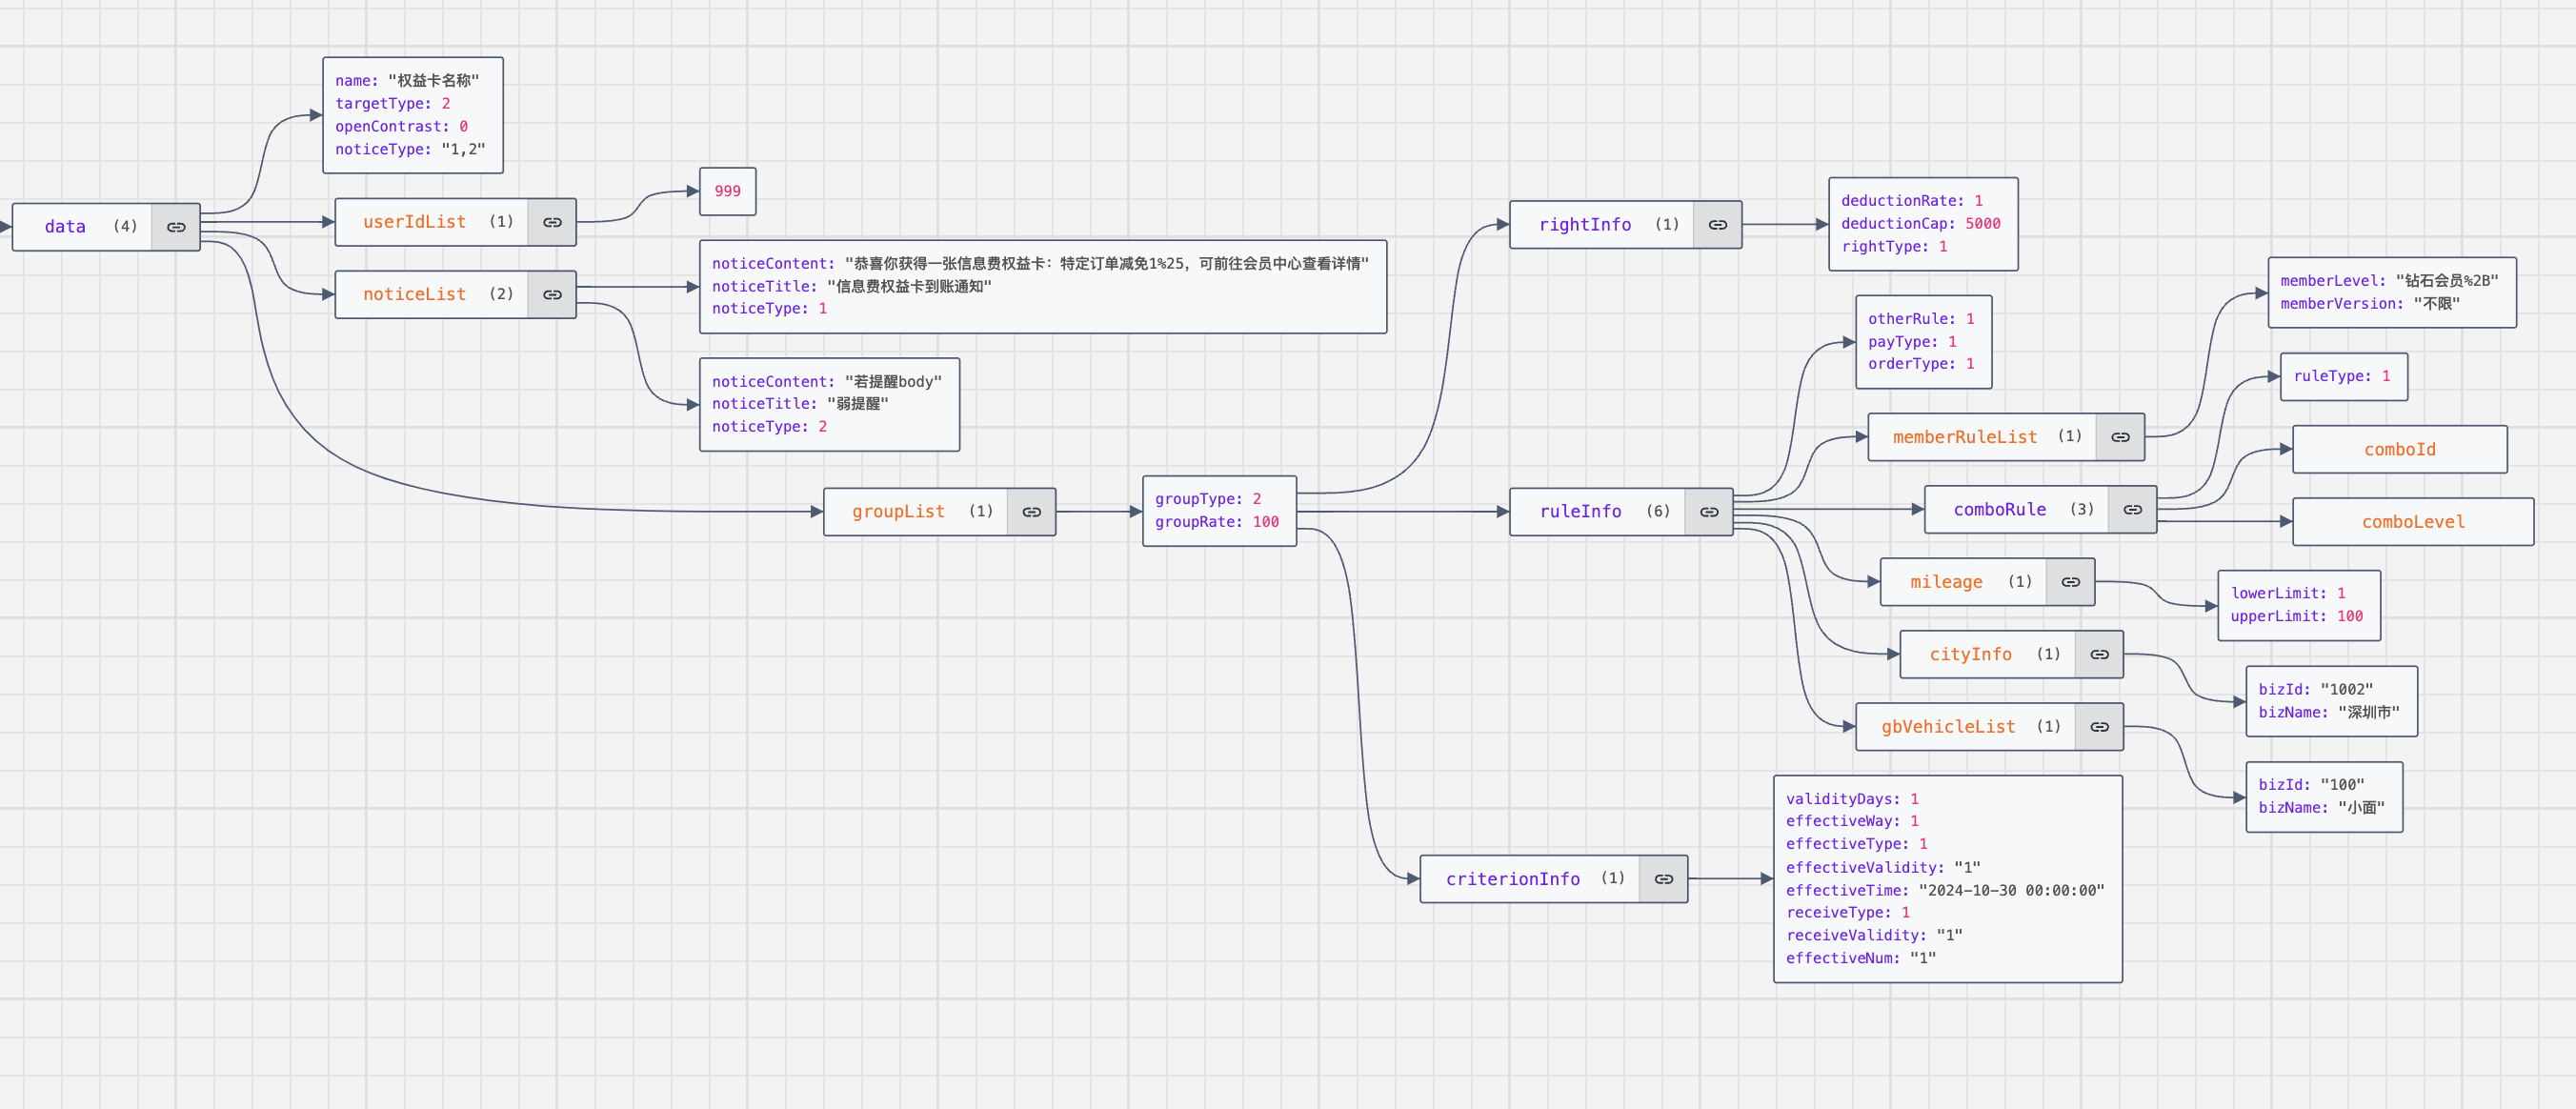 name: "权益卡名称"
targetType: 2
openContrast: 0
noticeType: "1,2"
data (4)
userIdList (1)
999
noticeList (2)
noticeContent: "恭喜你获得一张信息费权益卡：特定订单减免1%25，可前往会员中心查看详情"
noticeTitle: "信息费权益卡到账通知"
noticeType: 1
noticeContent: "若提醒body"
noticeTitle: "弱提醒"
noticeType: 2
groupList (1)
groupType: 2
groupRate: 100
rightInfo (1)
deductionRate: 1
deductionCap: 5000
rightType: 1
ruleInfo (6)
otherRule: 1
payType: 1
orderType: 1
memberRuleList (1)
memberLevel: "钻石会员%2B"
memberVersion: "不限"
comboRule (3)
ruleType: 1
comboId
comboLevel
mileage (1)
lowerLimit: 1
upperLimit: 100
cityInfo (1)
bizId: "1002"
bizName: "深圳市"
gbVehicleList (1)
bizId: "100"
bizName: "小面"
criterionInfo (1)
validityDays: 1
effectiveWay: 1
effectiveType: 1
effectiveValidity: "1"
effectiveTime: "2024-10-30 00:00:00"
receiveType: 1
receiveValidity: "1"
effectiveNum: "1"